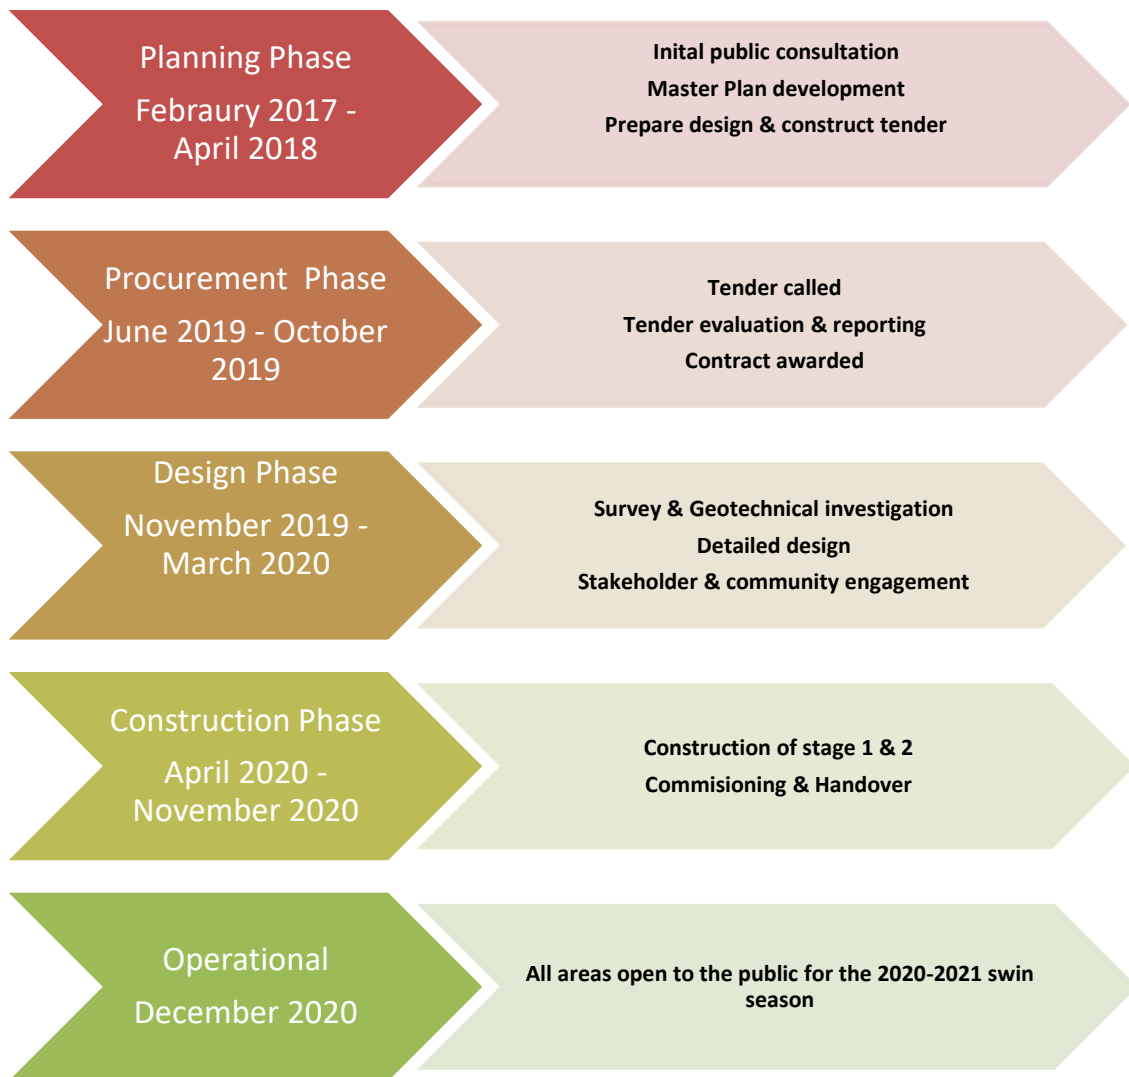 Planning Phase
Febraury 2017 -
April 2018
Inital public consultation
Master Plan development
Prepare design & construct tender
Procurement  Phase
June 2019 - October
2019
Tender called
Tender evaluation & reporting
Contract awarded
Design Phase
November 2019 -
March 2020
Survey & Geotechnical investigation
Detailed design
Stakeholder & community engagement
Construction Phase
April 2020 -
November 2020
Construction of stage 1 & 2
Commisioning & Handover
Operational
December 2020
All areas open to the public for the 2020-2021 swin
season